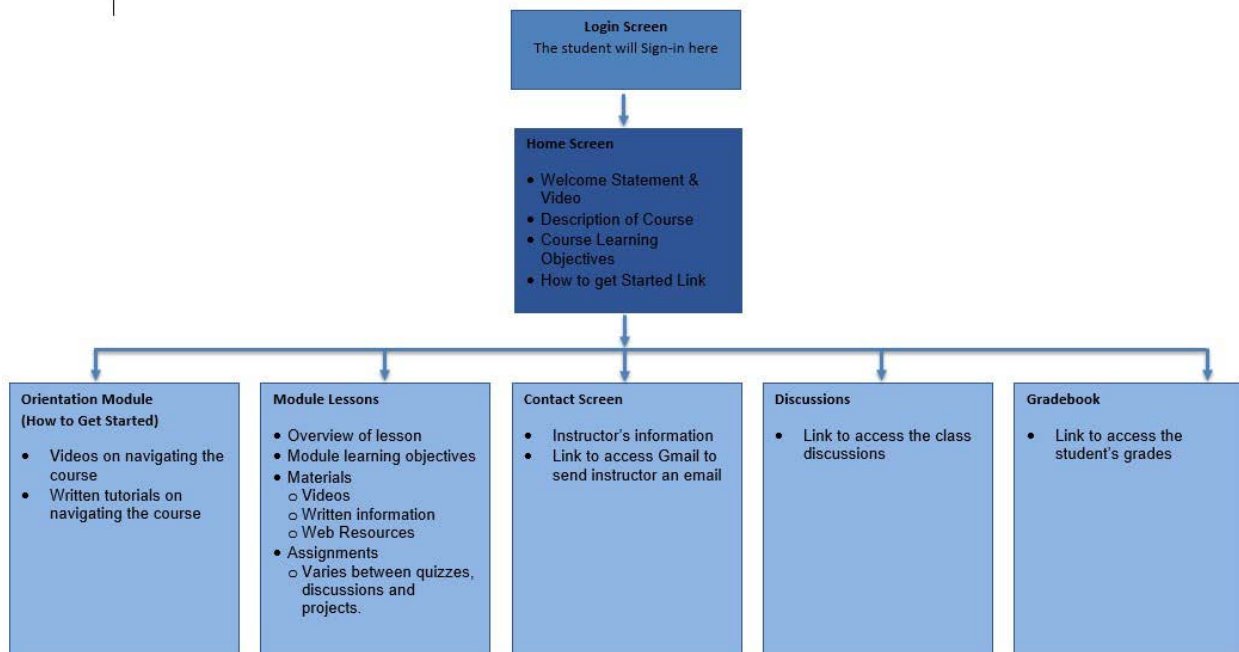 Login Screen
The student will Sign-in here
Home Screen
• Welcome Statement &
Video
• Description of Course
• Course Learning
Objectives
• How to get Started Link
Orientation Module
(How to Get Started)
• Videos on navigating the
course
• Written tutorials on
navigating the course
Module Lessons
• Overview of lesson
• Module learning objectives
• Materials
o Videos
o Written information
o Web Resources
• Assignments
o Varies between quizzes,
discussions and
projects.
Contact Screen
• Instructor's information
• Link to access Gmail to
send instructor an email
Discussions
• Link to access the class
discussions
Gradebook
• Link to access the
student's grades